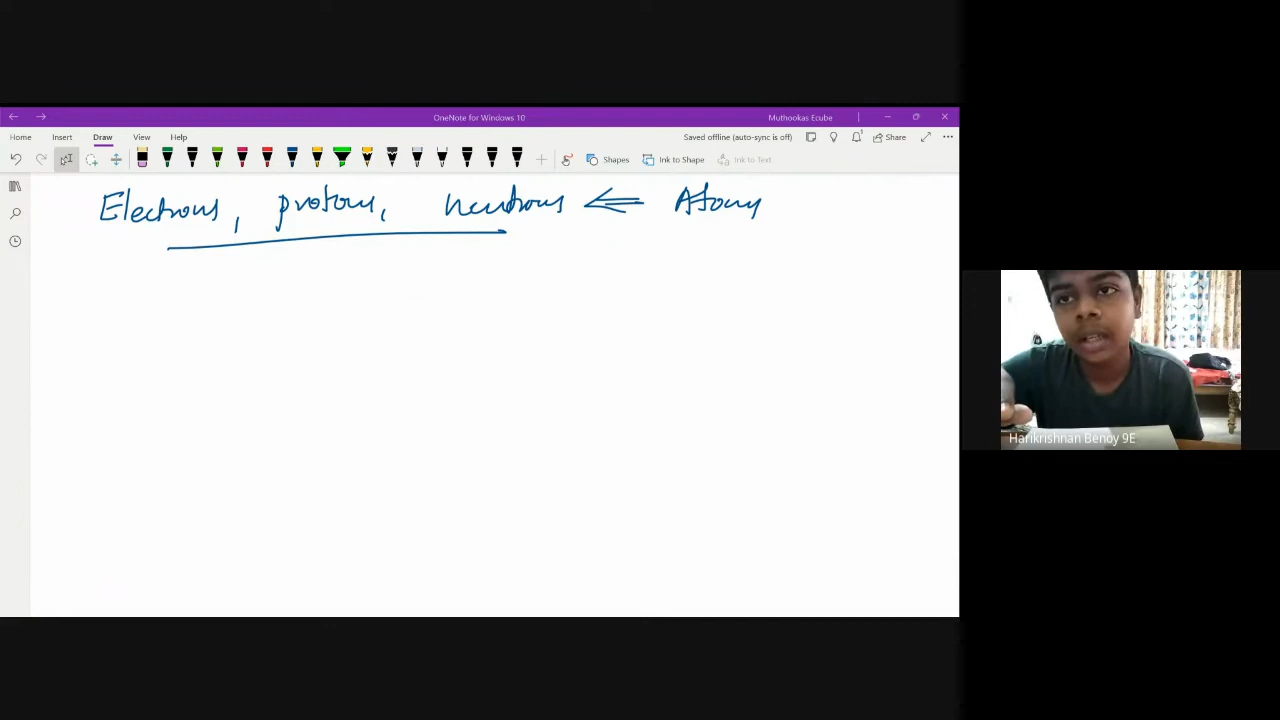 OneNote for Windows 10
Muthookas Ecube
Home Insert Draw View Help
Saved offline (auto-sync is off)
Share
Shapes
Ink to Shape
Ink to Text
Electrons, protons, neutrons ⇐ Atoms
Harikrishnan Benoy 9E